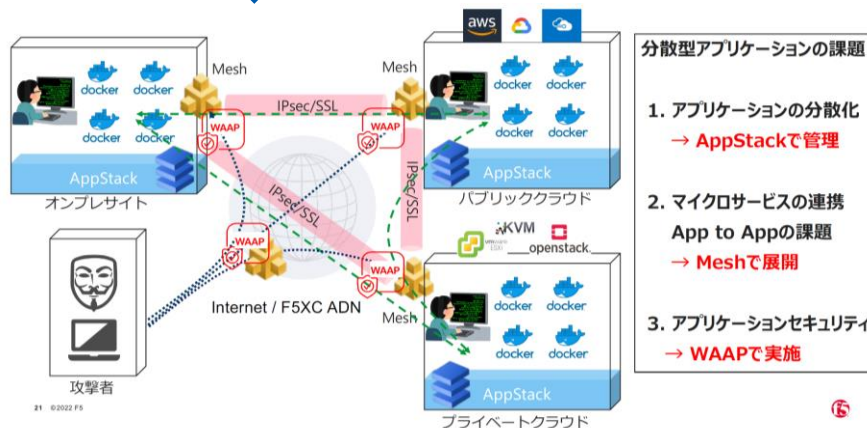 aws
Mesh
Mesh
docker
docker
docker
docker
IPsec/SSL
docker
docker
docker
docker
WAAP
WAAP
AppStack
オンプレサイト
IPsec/SSL
IPsec/SSL
AppStack
パブリッククラウド
WAAP
WAAP
KVM
vmware
ESXi
openstack.
Internet / F5XC ADN
Mesh
docker
docker
docker
docker
AppStack
プライベートクラウド
攻撃者
21 ©2022 F5
分散型アプリケーションの課題
1. アプリケーションの分散化
→ AppStackで管理
2. マイクロサービスの連携
App to Appの課題
→ Meshで展開
3. アプリケーションセキュリティ
→ WAAPで実施
f5